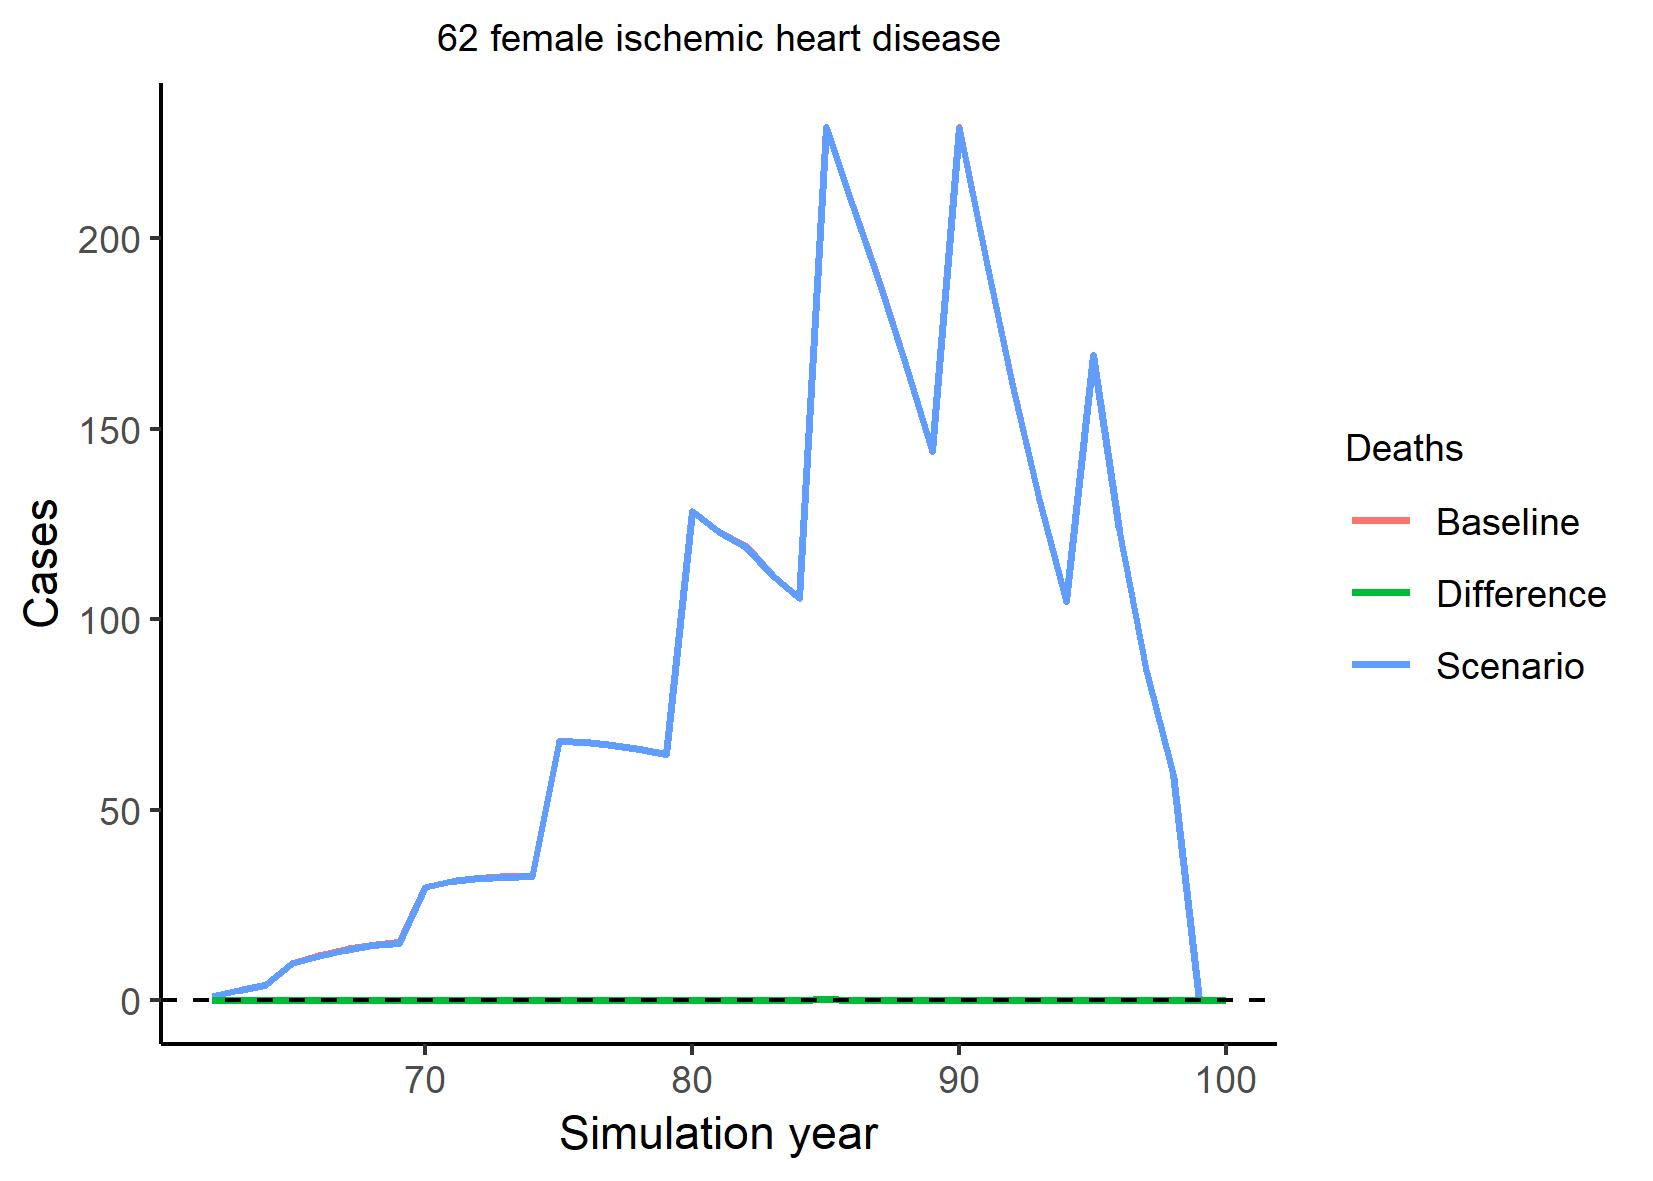 62 female ischemic heart disease
Cases
200
150
100
50
0
70 80 90 100
Simulation year
Deaths
Baseline
Difference
Scenario